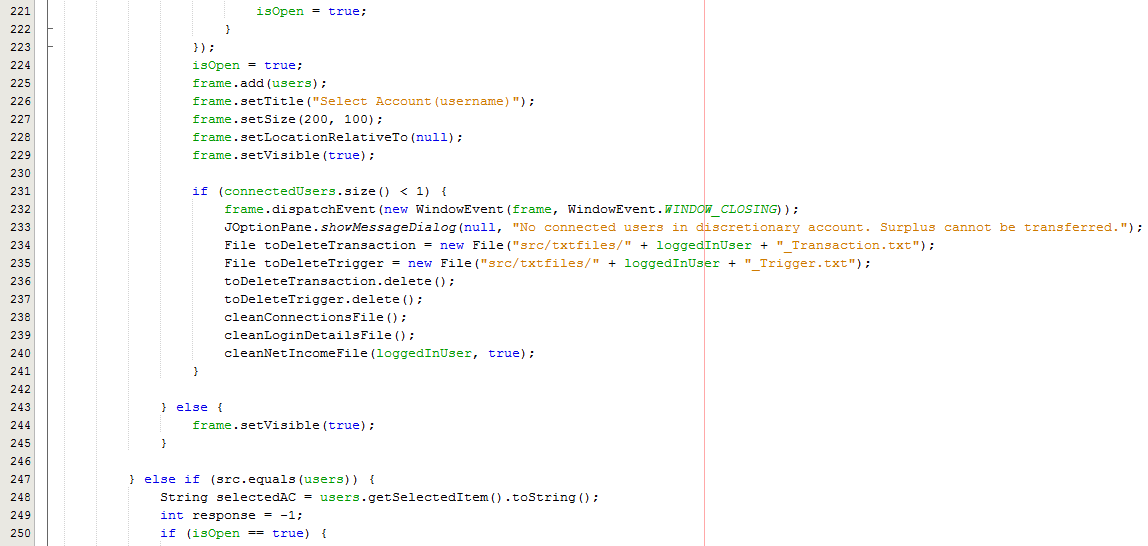 221 isOpen = true;
222 }
223 });
224 isOpen = true;
225 frame.add(users);
226 frame.setTitle("Select Account(username)");
227 frame.setSize(200, 100);
228 frame.setLocationRelativeTo(null);
229 frame.setVisible(true);
230
231 if (connectedUsers.size() < 1) {
232 frame.dispatchEvent(new WindowEvent(frame, WindowEvent.WINDOW_CLOSING));
233 JOptionPane.showMessageDialog(null, "No connected users in discretionary account. Surplus cannot be transferred.");
234 File toDeleteTransaction = new File("src/txtfiles/" + loggedInUser + "_Transaction.txt");
235 File toDeleteTrigger = new File("src/txtfiles/" + loggedInUser + "_Trigger.txt");
236 toDeleteTransaction.delete();
237 toDeleteTrigger.delete();
238 cleanConnectionsFile();
239 cleanLoginDetailsFile();
240 cleanNetIncomeFile(loggedInUser, true);
241 }
242
243 } else {
244 frame.setVisible(true);
245 }
246
247 } else if (src.equals(users)) {
248 String selectedAC = users.getSelectedItem().toString();
249 int response = -1;
250 if (isOpen == true) {